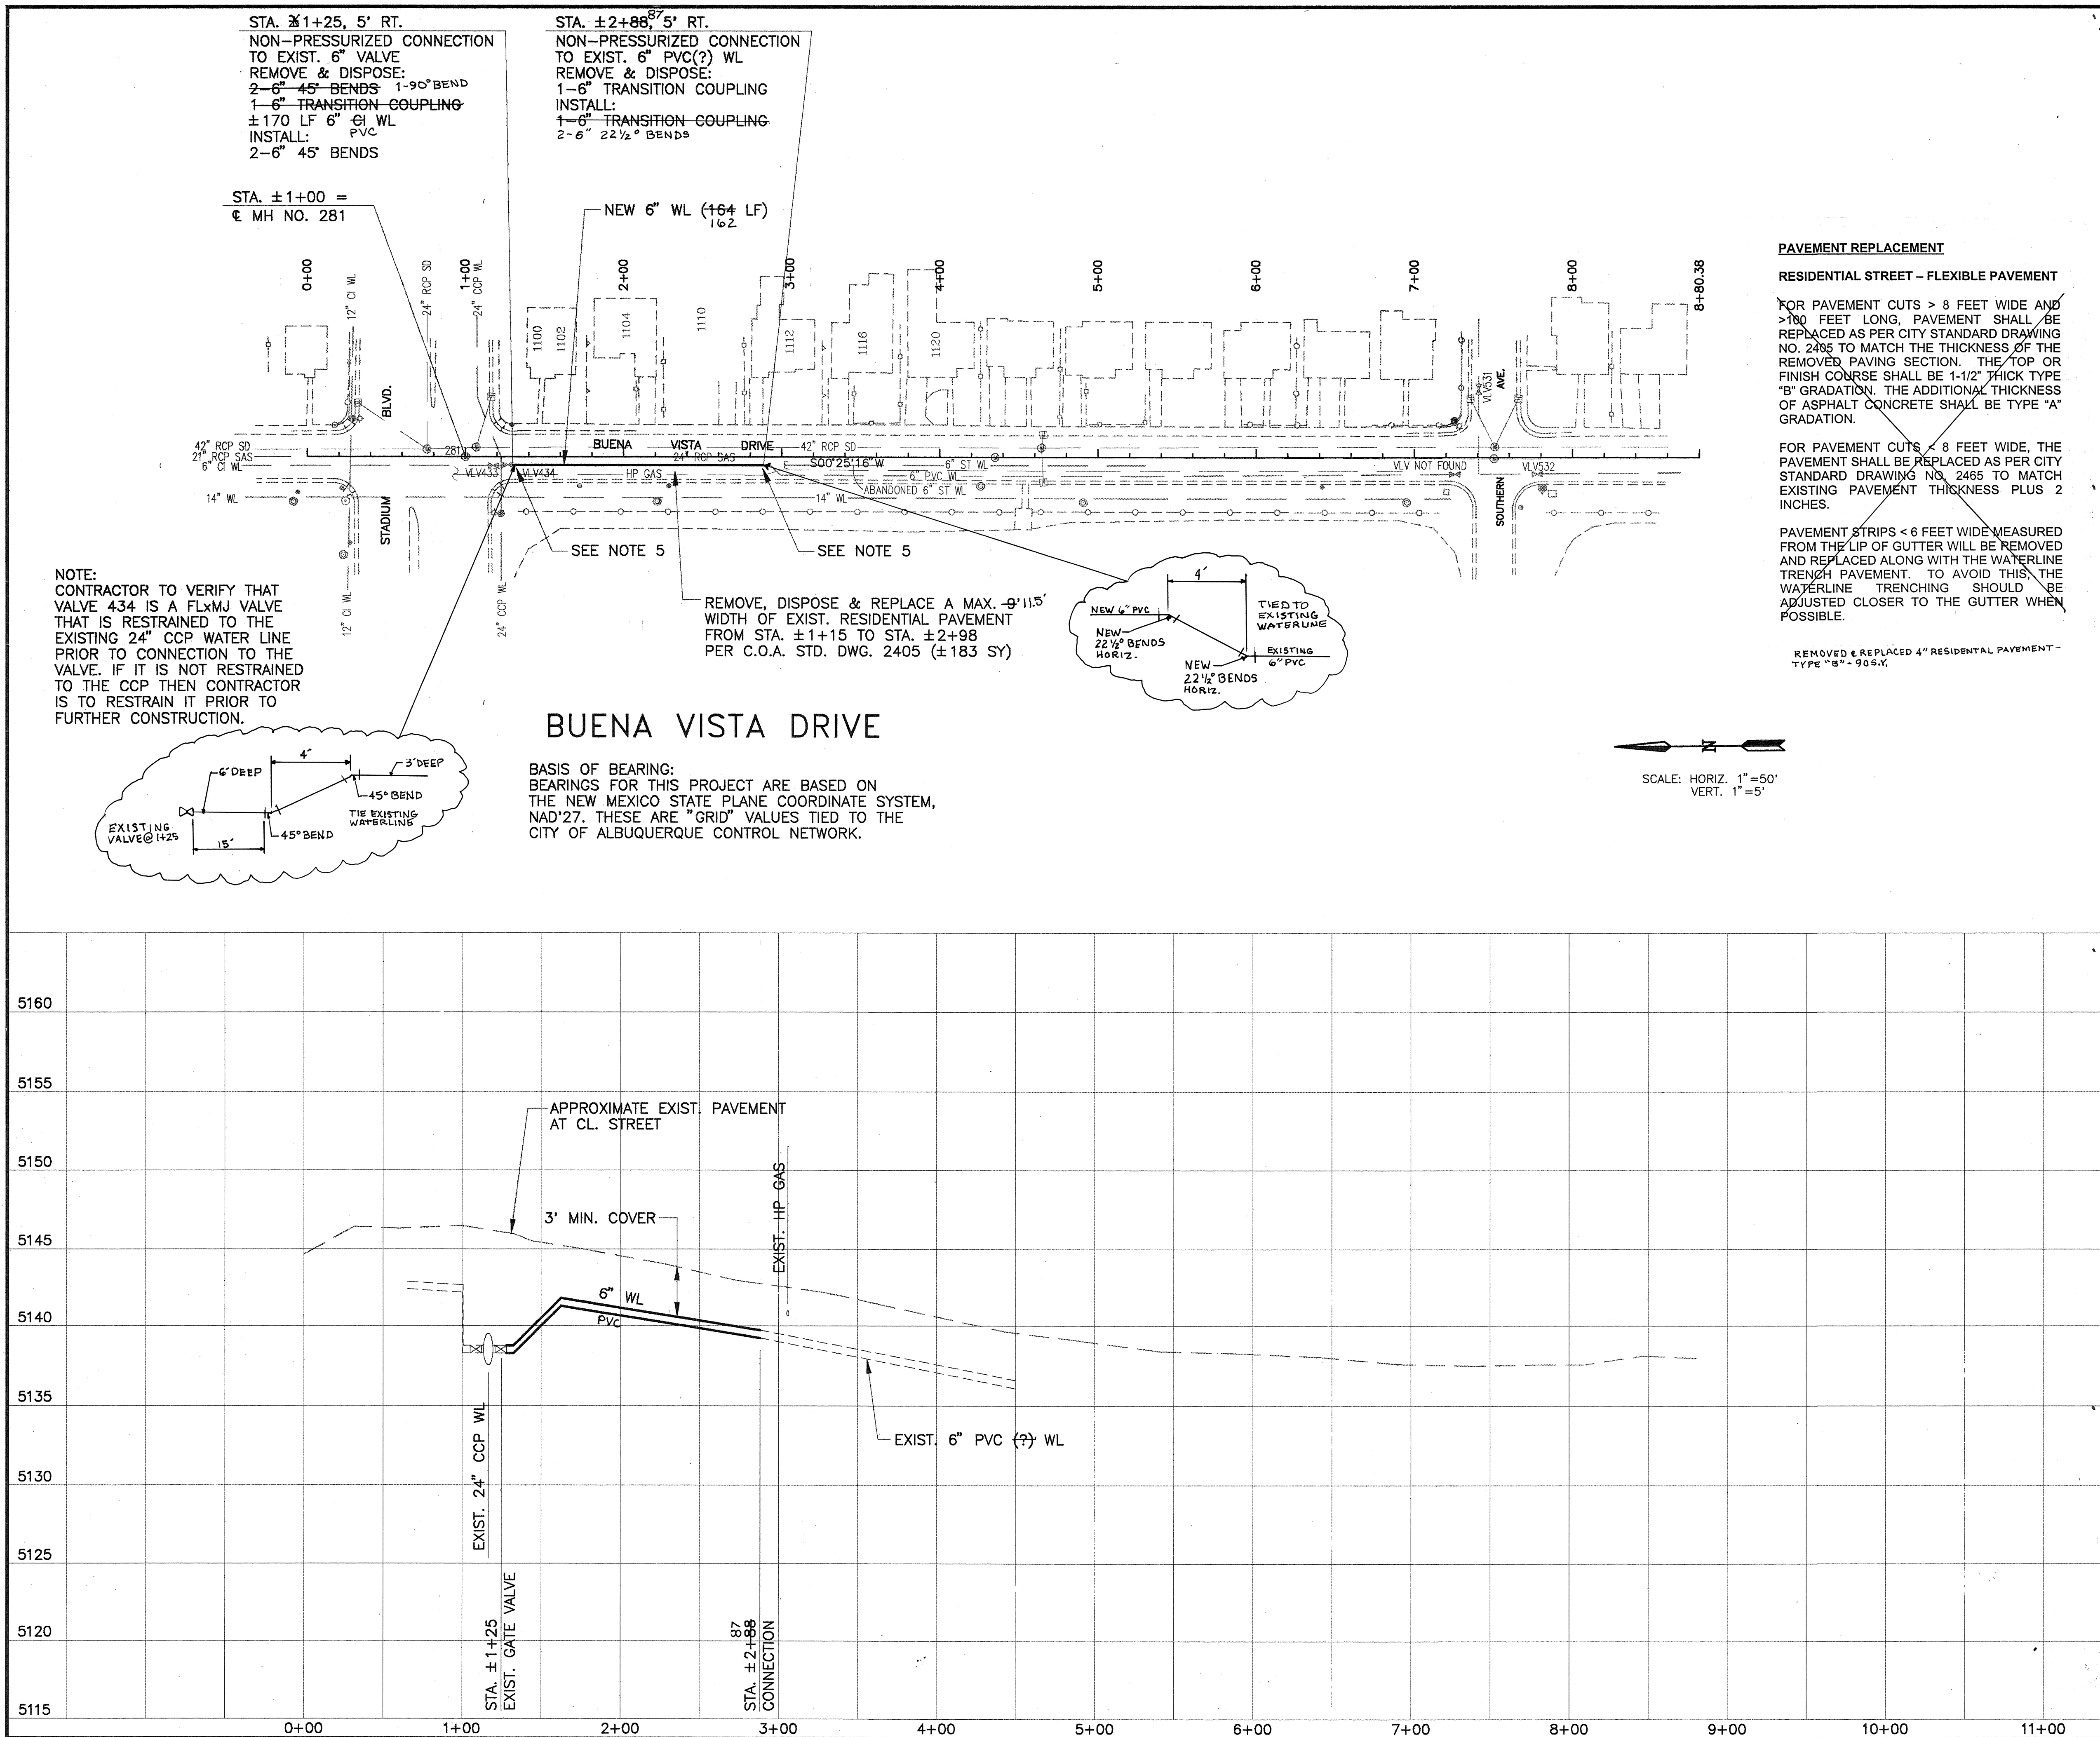 STA. 1+25, 5' RT.
NON-PRESSURIZED CONNECTION
TO EXIST. 6" VALVE
REMOVE & DISPOSE:
2-6" 45° BENDS 1-90° BEND
1-6" TRANSITION COUPLING
±170 LF 6" CI WL
PVC
INSTALL:
2-6" 45° BENDS
STA. ±2+88, 5' RT.
87
NON-PRESSURIZED CONNECTION
TO EXIST. 6" PVC(?) WL
REMOVE & DISPOSE:
1-6" TRANSITION COUPLING
INSTALL:
1-6" TRANSITION COUPLING
2-6" 22½° BENDS
STA. ±1+00 =
℄ MH NO. 281
NEW 6" WL (164 LF)
162
0+00
12" CI WL
24" RCP SD
1+00
24" CCP WL
2+00
3+00
4+00
5+00
6+00
7+00
8+00
8+80.38
1100
1102
1104
1110
1112
1116
1120
BLVD.
STADIUM
VLV531
AVE.
SOUTHERN
42" RCP SD
21" RCP SAS
6" CI WL
14" WL
281
BUENA VISTA DRIVE
42" RCP SD
24" RCP SAS
S00°25'16"W
VLV433
VLV434
HP GAS
E
6" ST WL
6" PVC WL
ABANDONED 6" ST WL
14" WL
VLV NOT FOUND
VLV532
12" CI WL
24" CCP WL
SEE NOTE 5
SEE NOTE 5
PAVEMENT REPLACEMENT
RESIDENTIAL STREET – FLEXIBLE PAVEMENT
FOR PAVEMENT CUTS > 8 FEET WIDE AND
>100 FEET LONG, PAVEMENT SHALL BE
REPLACED AS PER CITY STANDARD DRAWING
NO. 2405 TO MATCH THE THICKNESS OF THE
REMOVED PAVING SECTION. THE TOP OR
FINISH COURSE SHALL BE 1-1/2" THICK TYPE
"B" GRADATION. THE ADDITIONAL THICKNESS
OF ASPHALT CONCRETE SHALL BE TYPE "A"
GRADATION.
FOR PAVEMENT CUTS < 8 FEET WIDE, THE
PAVEMENT SHALL BE REPLACED AS PER CITY
STANDARD DRAWING NO. 2465 TO MATCH
EXISTING PAVEMENT THICKNESS PLUS 2
INCHES.
PAVEMENT STRIPS < 6 FEET WIDE MEASURED
FROM THE LIP OF GUTTER WILL BE REMOVED
AND REPLACED ALONG WITH THE WATERLINE
TRENCH PAVEMENT. TO AVOID THIS, THE
WATERLINE TRENCHING SHOULD BE
ADJUSTED CLOSER TO THE GUTTER WHEN
POSSIBLE.
REMOVED & REPLACED 4" RESIDENTAL PAVEMENT -
TYPE "B" - 90 S.Y.
NOTE:
CONTRACTOR TO VERIFY THAT
VALVE 434 IS A FLxMJ VALVE
THAT IS RESTRAINED TO THE
EXISTING 24" CCP WATER LINE
PRIOR TO CONNECTION TO THE
VALVE. IF IT IS NOT RESTRAINED
TO THE CCP THEN CONTRACTOR
IS TO RESTRAIN IT PRIOR TO
FURTHER CONSTRUCTION.
REMOVE, DISPOSE & REPLACE A MAX. 9' 11.5'
WIDTH OF EXIST. RESIDENTIAL PAVEMENT
FROM STA. ±1+15 TO STA. ±2+98
PER C.O.A. STD. DWG. 2405 (±183 SY)
4'
NEW 6" PVC
TIED TO
EXISTING
WATERLINE
NEW
22½° BENDS
HORIZ.
EXISTING
6" PVC
NEW
22½° BENDS
HORIZ.
4'
6' DEEP
3' DEEP
45° BEND
TIE EXISTING
WATERLINE
EXISTING
VALVE @ 1+25
45° BEND
15'
BUENA VISTA DRIVE
BASIS OF BEARING:
BEARINGS FOR THIS PROJECT ARE BASED ON
THE NEW MEXICO STATE PLANE COORDINATE SYSTEM,
NAD'27. THESE ARE "GRID" VALUES TIED TO THE
CITY OF ALBUQUERQUE CONTROL NETWORK.
N
SCALE: HORIZ. 1"=50'
VERT. 1"=5'
5160
5155
5150
5145
5140
5135
5130
5125
5120
5115
APPROXIMATE EXIST. PAVEMENT
AT CL. STREET
3' MIN. COVER
EXIST. HP GAS
6" WL
PVC
EXIST. 6" PVC (?) WL
EXIST. 24" CCP WL
STA. ±1+25
EXIST. GATE VALVE
87
STA. ±2+88
CONNECTION
0+00
1+00
2+00
3+00
4+00
5+00
6+00
7+00
8+00
9+00
10+00
11+00